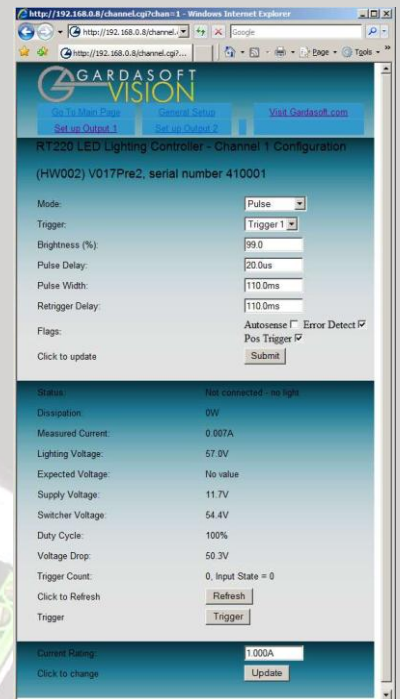 http://192.168.0.8/channel.cgi?chan=1 - Windows Internet Explorer
http://192.168.0.8/channel.
Google
http://192.168.0.8/channel.cgi?...
Page
Tools
GARDASOFT
VISION
Go To Main Page
General Setup
Visit Gardasoft.com
Set up Output 1
Set up Output 2
RT220 LED Lighting Controller - Channel 1 Configuration
(HW002) V017Pre2, serial number 410001
Mode: Pulse
Trigger: Trigger 1
Brightness (%): 99.0
Pulse Delay: 20.0us
Pulse Width: 110.0ms
Retrigger Delay: 110.0ms
Flags: Autosense Error Detect
Pos Trigger
Click to update Submit
Status: Not connected - no light
Dissipation: 0W
Measured Current: 0.007A
Lighting Voltage: 57.0V
Expected Voltage: No value
Supply Voltage: 11.7V
Switcher Voltage: 54.4V
Duty Cycle: 100%
Voltage Drop: 50.3V
Trigger Count: 0, Input State = 0
Click to Refresh Refresh
Trigger Trigger
Current Rating: 1.000A
Click to change Update